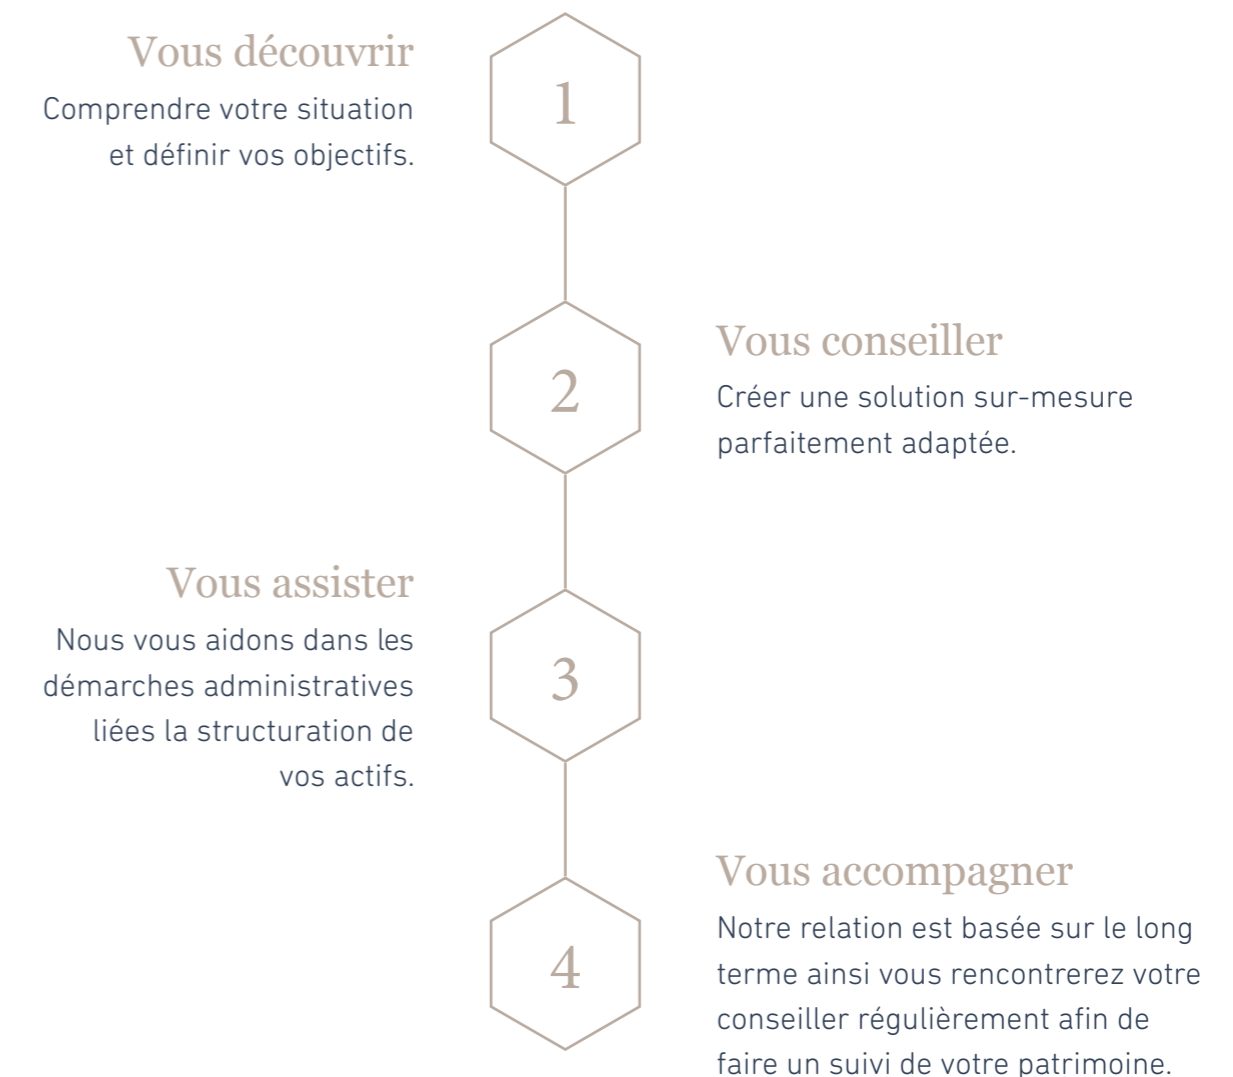 Vous découvrir
Comprendre votre situation
et définir vos objectifs.
1
2
Vous conseiller
Créer une solution sur-mesure
parfaitement adaptée.
Vous assister
Nous vous aidons dans les
démarches administratives
liées la structuration de
vos actifs.
3
4
Vous accompagner
Notre relation est basée sur le long
terme ainsi vous rencontrerez votre
conseiller régulièrement afin de
faire un suivi de votre patrimoine.